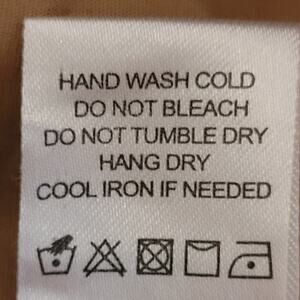 HAND WASH COLD
DO NOT BLEACH
DO NOT TUMBLE DRY
HANG DRY
COOL IRON IF NEEDED